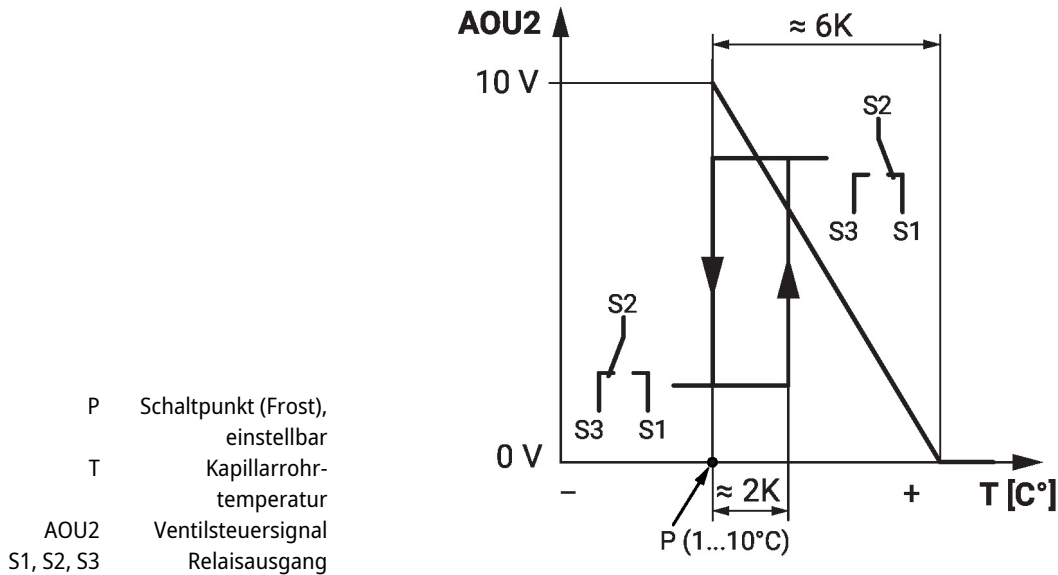 AOU2
≈ 6K
10 V
S2
S3 S1
S2
S3 S1
0 V
– ≈ 2K + T [C°]
P (1...10°C)
P Schaltpunkt (Frost),
einstellbar
T Kapillarrohr-
temperatur
AOU2 Ventilsteuersignal
S1, S2, S3 Relaisausgang